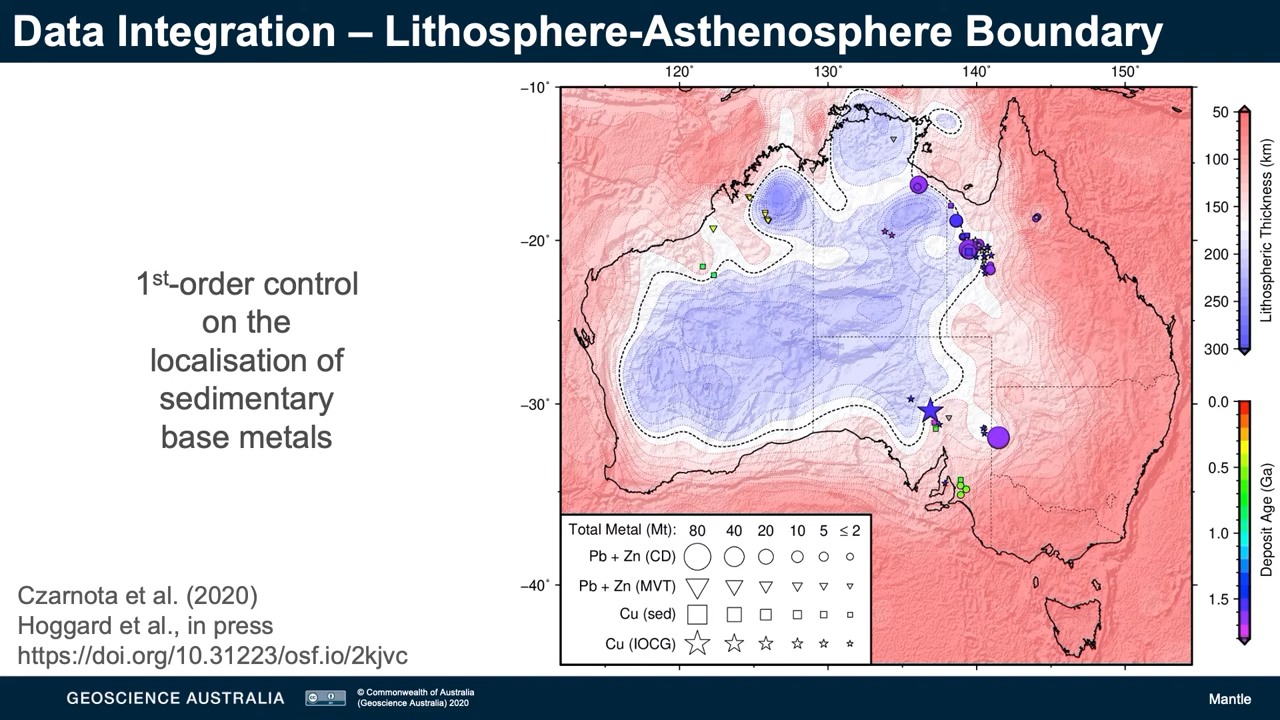 Data Integration – Lithosphere-Asthenosphere Boundary
120˚ 130˚ 140˚ 150˚
−10˚
−20˚
−30˚
−40˚
50
100
150
200
250
300
Lithospheric Thickness (km)
0.0
0.5
1.0
1.5
Deposit Age (Ga)
1st-order control
on the
localisation of
sedimentary
base metals
Total Metal (Mt): 80 40 20 10 5 ≤ 2
Pb + Zn (CD)
Pb + Zn (MVT)
Cu (sed)
Cu (IOCG)
Czarnota et al. (2020)
Hoggard et al., in press
https://doi.org/10.31223/osf.io/2kjvc
GEOSCIENCE AUSTRALIA
© Commonwealth of Australia
(Geoscience Australia) 2020
Mantle